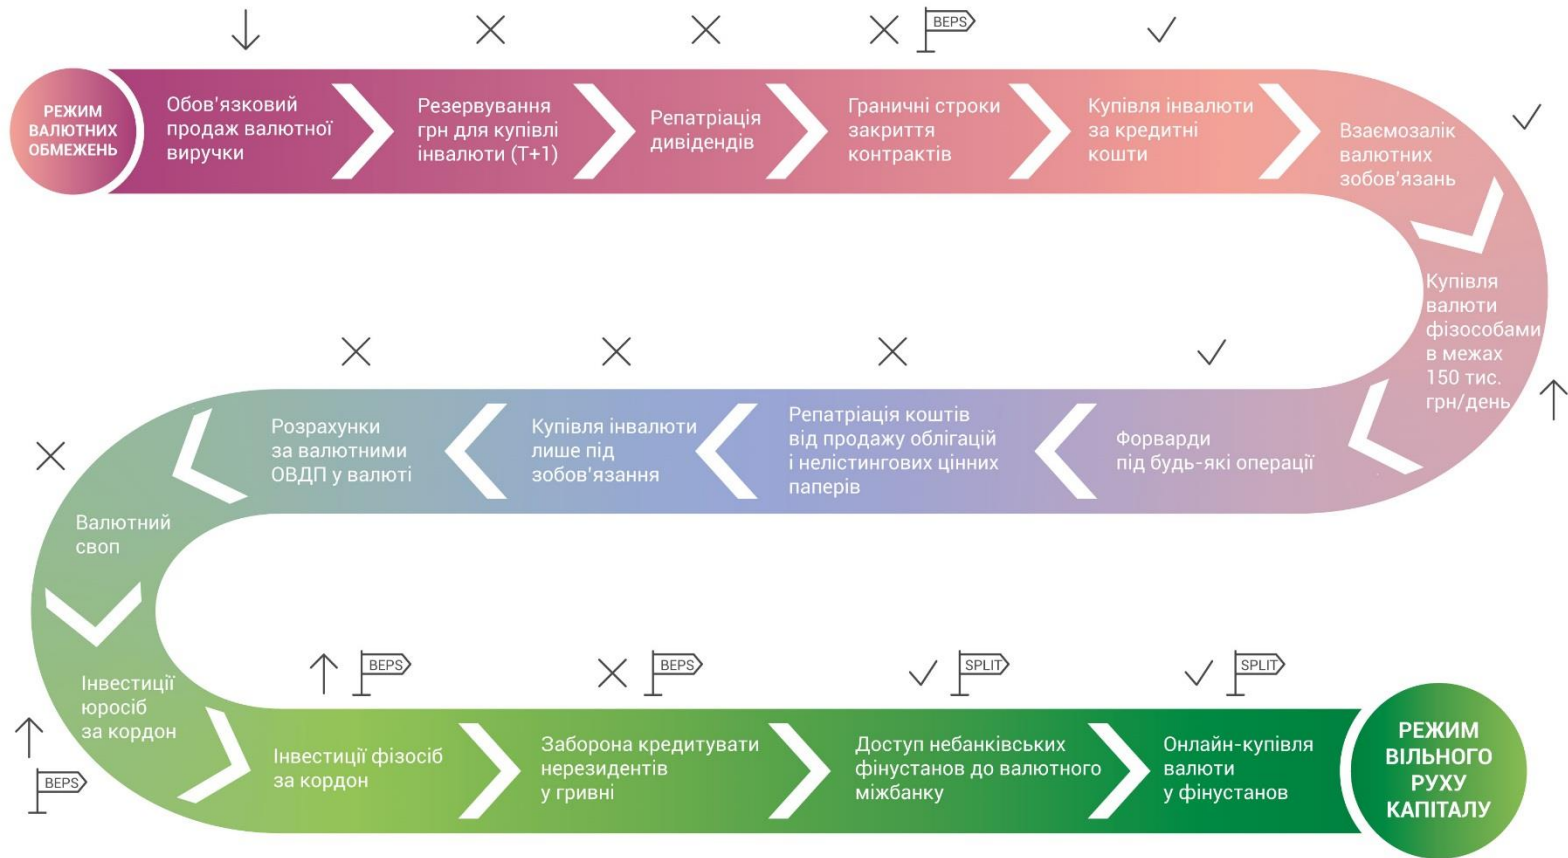 BEPS
РЕЖИМ
ВАЛЮТНИХ
ОБМЕЖЕНЬ
Обов'язковий
продаж валютної
виручки
Резервування
грн для купівлі
інвалюти (Т+1)
Репатріація
дивідендів
Граничні строки
закриття
контрактів
Купівля інвалюти
за кредитні
кошти
Взаємозалік
валютних
зобов'язань
Купівля
валюти
фізособами
в межах
150 тис.
грн/день
Форварди
під будь-які операції
Репатріація коштів
від продажу облігацій
і нелістингових цінних
паперів
Купівля інвалюти
лише під
зобов'язання
Розрахунки
за валютними
ОВДП у валюті
Валютний
своп
Інвестиції
юросіб
за кордон
BEPS
BEPS
Інвестиції фізосіб
за кордон
BEPS
Заборона кредитувати
нерезидентів
у гривні
SPLIT
Доступ небанківських
фінустанов до валютного
міжбанку
SPLIT
Онлайн-купівля
валюти
у фінустанов
РЕЖИМ
ВІЛЬНОГО
РУХУ
КАПІТАЛУ